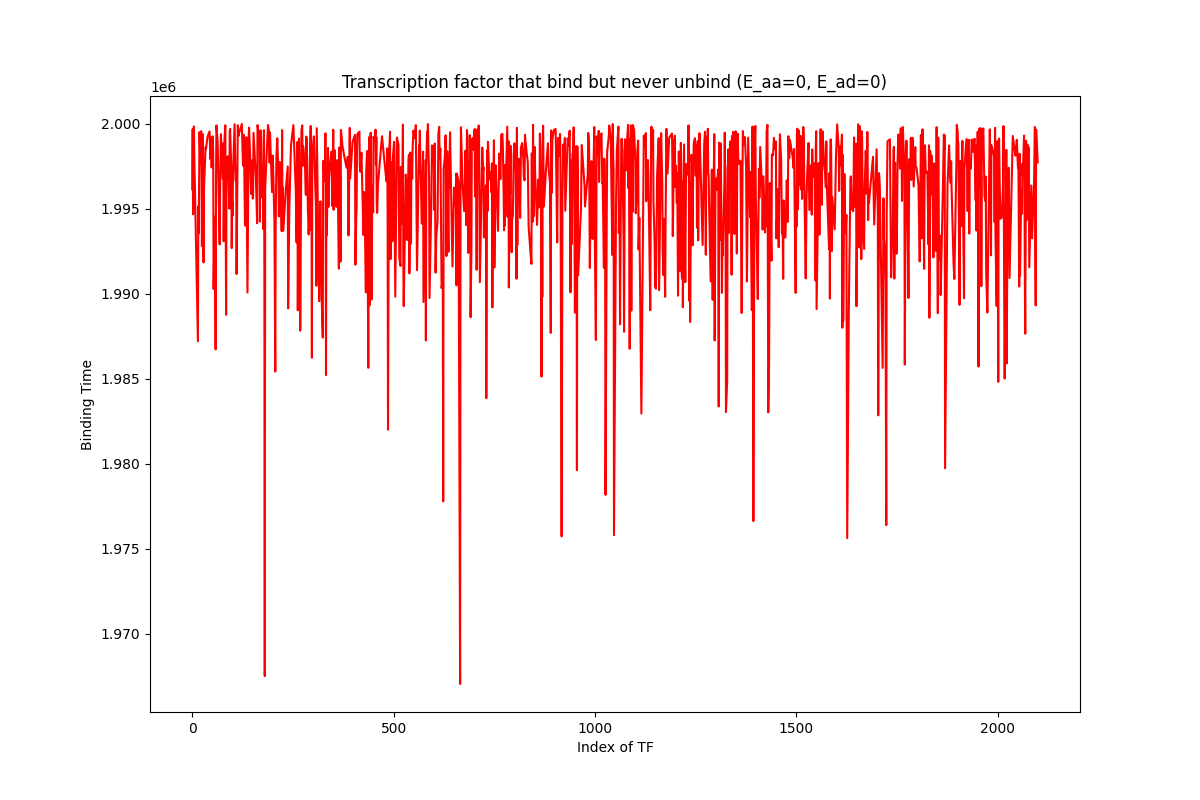 Transcription factor that bind but never unbind (E_aa=0, E_ad=0)
1e6
2.000
1.995
1.990
1.985
1.980
1.975
1.970
Binding Time
0 500 1000 1500 2000
Index of TF